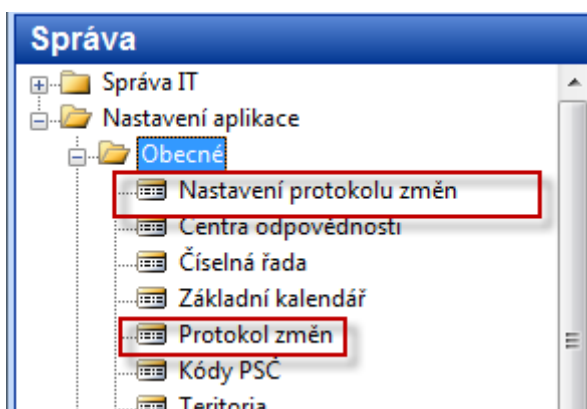 Správa
Správa IT
Nastavení aplikace
Obecné
Nastavení protokolu změn
Centra odpovědnosti
Číselná řada
Základní kalendář
Protokol změn
Kódy PSČ
Teritoria